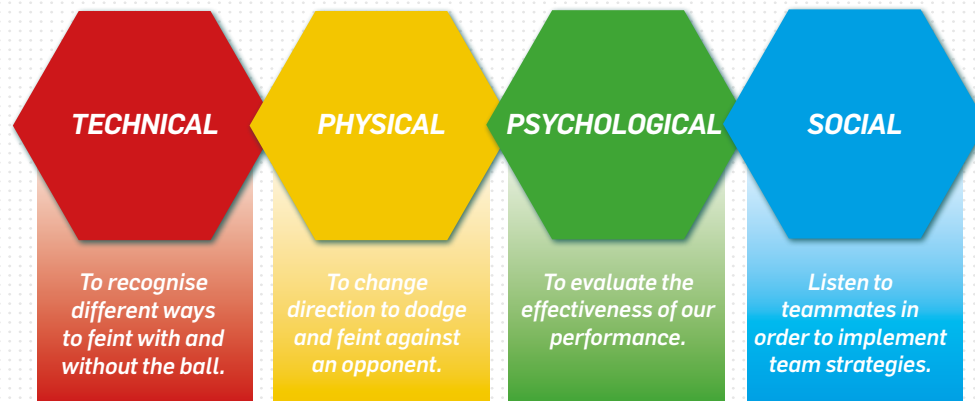 TECHNICAL
To recognise
different ways
to feint with and
without the ball.
PHYSICAL
To change
direction to dodge
and feint against
an opponent.
PSYCHOLOGICAL
To evaluate the
effectiveness of our
performance.
SOCIAL
Listen to
teammates in
order to implement
team strategies.